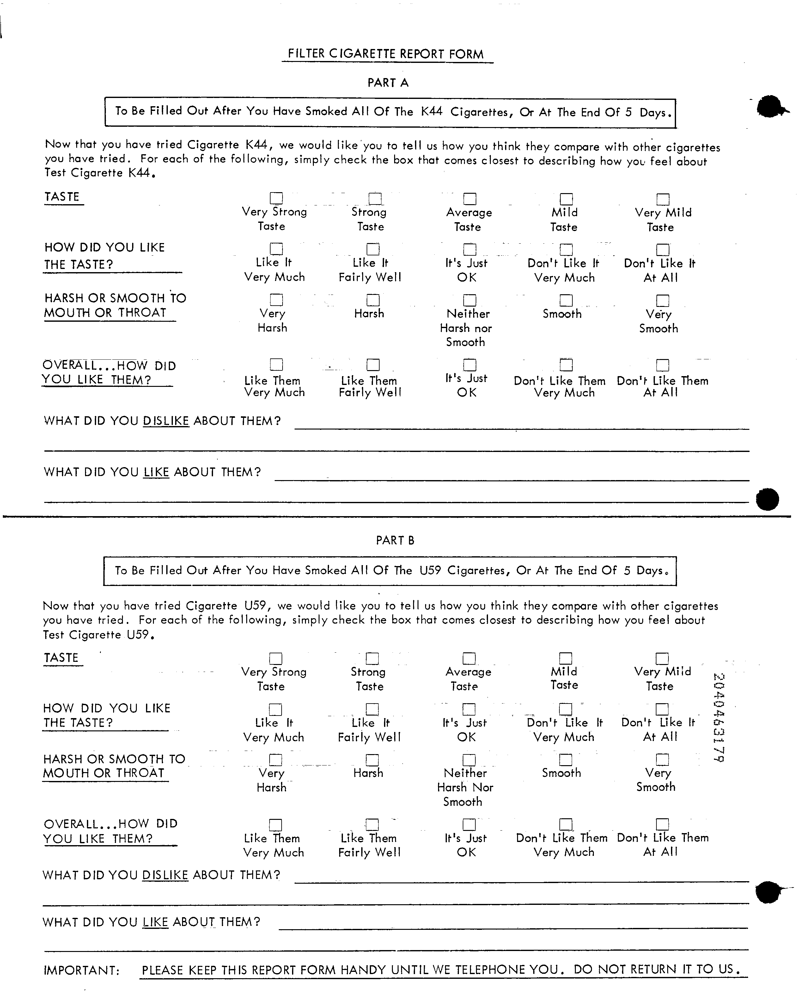 FILTER CIGARETTE REPORT FORM
PART A
To Be Filled Out After You Have Smoked All Of The K44 Cigarettes, Or At The End Of 5 Days.
Now that you have tried Cigarette K44, we would like you to tell us how you think they compare with other cigarettes
you have tried. For each of the following, simply check the box that comes closest to describing how you feel about
Test Cigarette K44.
TASTE
Very Strong Strong Average Mild Very Mild
Taste Taste Taste Taste Taste
HOW DID YOU LIKE
THE TASTE?
Like It Like It It's Just Don't Like It Don't Like It
Very Much Fairly Well OK Very Much At All
HARSH OR SMOOTH TO
MOUTH OR THROAT
Very Harsh Neither Smooth Very
Harsh Harsh nor Smooth
Smooth
OVERALL...HOW DID
YOU LIKE THEM?
Like Them Like Them It's Just Don't Like Them Don't Like Them
Very Much Fairly Well OK Very Much At All
WHAT DID YOU DISLIKE ABOUT THEM?
WHAT DID YOU LIKE ABOUT THEM?
PART B
To Be Filled Out After You Have Smoked All Of The U59 Cigarettes, Or At The End Of 5 Days.
Now that you have tried Cigarette U59, we would like you to tell us how you think they compare with other cigarettes
you have tried. For each of the following, simply check the box that comes closest to describing how you feel about
Test Cigarette U59.
TASTE
Very Strong Strong Average Mild Very Mild
Taste Taste Taste Taste Taste
HOW DID YOU LIKE
THE TASTE?
Like It Like It It's Just Don't Like It Don't Like It
Very Much Fairly Well OK Very Much At All
HARSH OR SMOOTH TO
MOUTH OR THROAT
Very Harsh Neither Smooth Very
Harsh Harsh Nor Smooth
Smooth
OVERALL...HOW DID
YOU LIKE THEM?
Like Them Like Them It's Just Don't Like Them Don't Like Them
Very Much Fairly Well OK Very Much At All
WHAT DID YOU DISLIKE ABOUT THEM?
WHAT DID YOU LIKE ABOUT THEM?
IMPORTANT: PLEASE KEEP THIS REPORT FORM HANDY UNTIL WE TELEPHONE YOU. DO NOT RETURN IT TO US.
2040463179